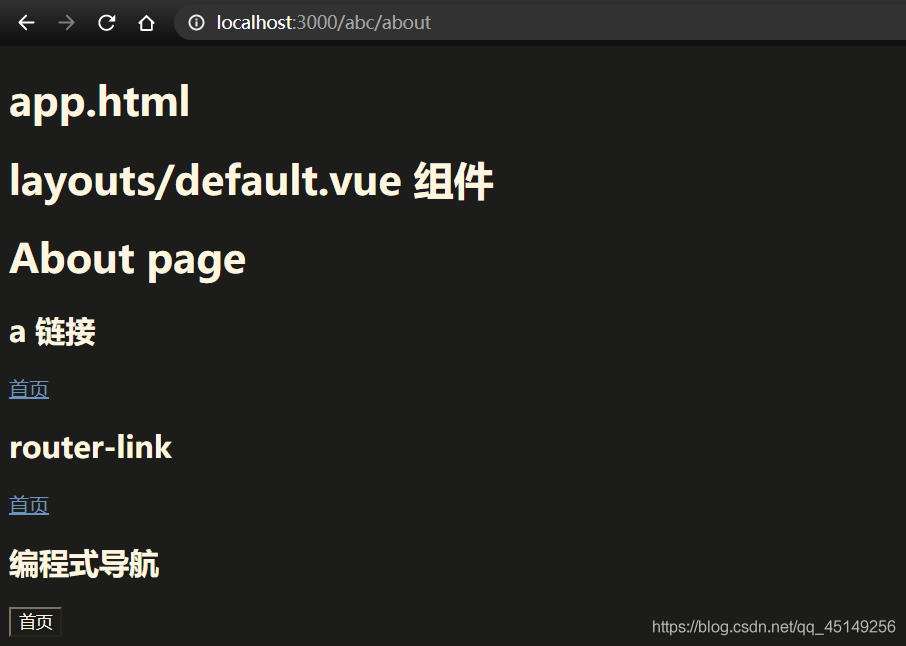 localhost:3000/abc/about
app.html
layouts/default.vue 组件
About page
a 链接
首页
router-link
首页
编程式导航
首页
https://blog.csdn.net/qq_45149256